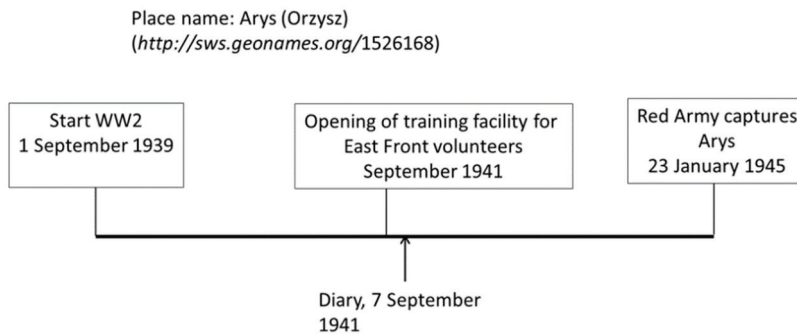 Place name: Arys (Orzysz)
(http://sws.geonames.org/1526168)
Start WW2
1 September 1939
Opening of training facility for
East Front volunteers
September 1941
Red Army captures
Arys
23 January 1945
Diary, 7 September
1941